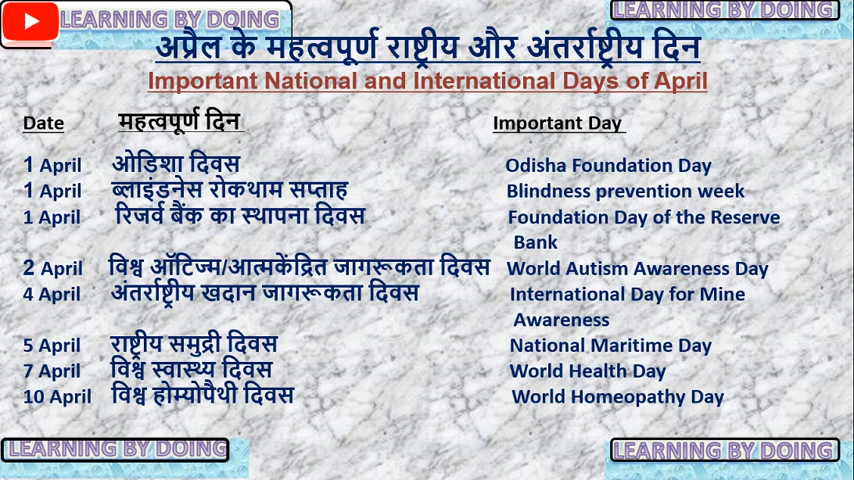 LEARNING BY DOING
LEARNING BY DOING
अप्रैल के महत्वपूर्ण राष्ट्रीय और अंतर्राष्ट्रीय दिन
Important National and International Days of April
Date महत्वपूर्ण दिन Important Day
1 April ओडिशा दिवस Odisha Foundation Day
1 April ब्लाइंडनेस रोकथाम सप्ताह Blindness prevention week
1 April रिजर्व बैंक का स्थापना दिवस Foundation Day of the Reserve
Bank
2 April विश्व ऑटिज्म/आत्मकेंद्रित जागरूकता दिवस World Autism Awareness Day
4 April अंतर्राष्ट्रीय खदान जागरूकता दिवस International Day for Mine
Awareness
5 April राष्ट्रीय समुद्री दिवस National Maritime Day
7 April विश्व स्वास्थ्य दिवस World Health Day
10 April विश्व होम्योपैथी दिवस World Homeopathy Day
LEARNING BY DOING
LEARNING BY DOING